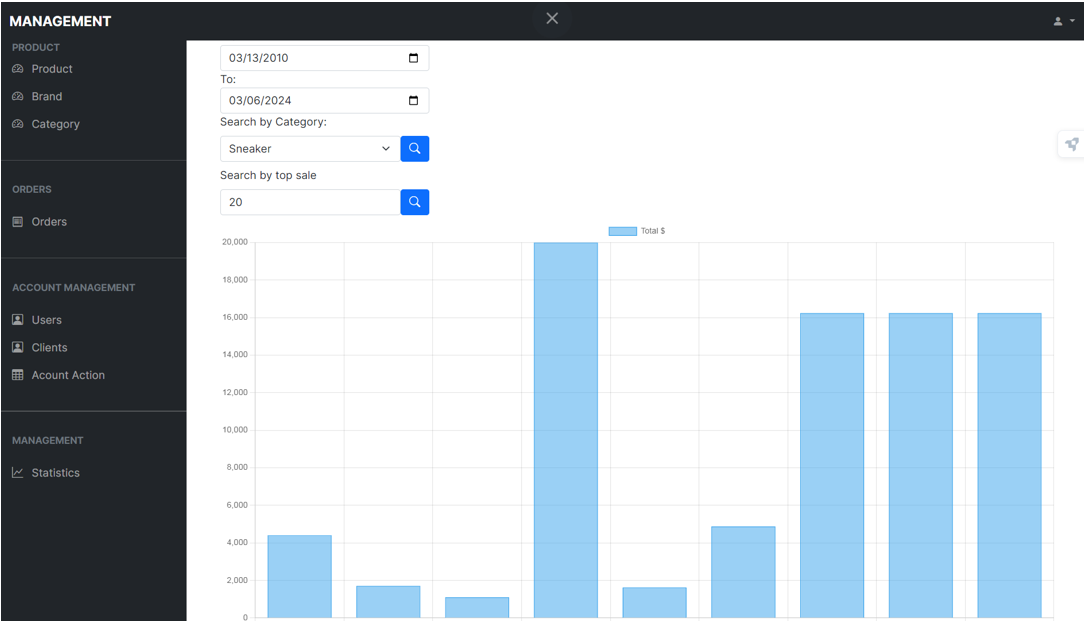 MANAGEMENT
PRODUCT
Product
Brand
Category
ORDERS
Orders
ACCOUNT MANAGEMENT
Users
Clients
Acount Action
MANAGEMENT
Statistics
03/13/2010
To:
03/06/2024
Search by Category:
Sneaker
Search by top sale
20
Total $
20,000
18,000
16,000
14,000
12,000
10,000
8,000
6,000
4,000
2,000
0